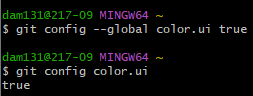 dam131@217-09 MINGW64 ~
$ git config --global color.ui true
dam131@217-09 MINGW64 ~
$ git config color.ui
true